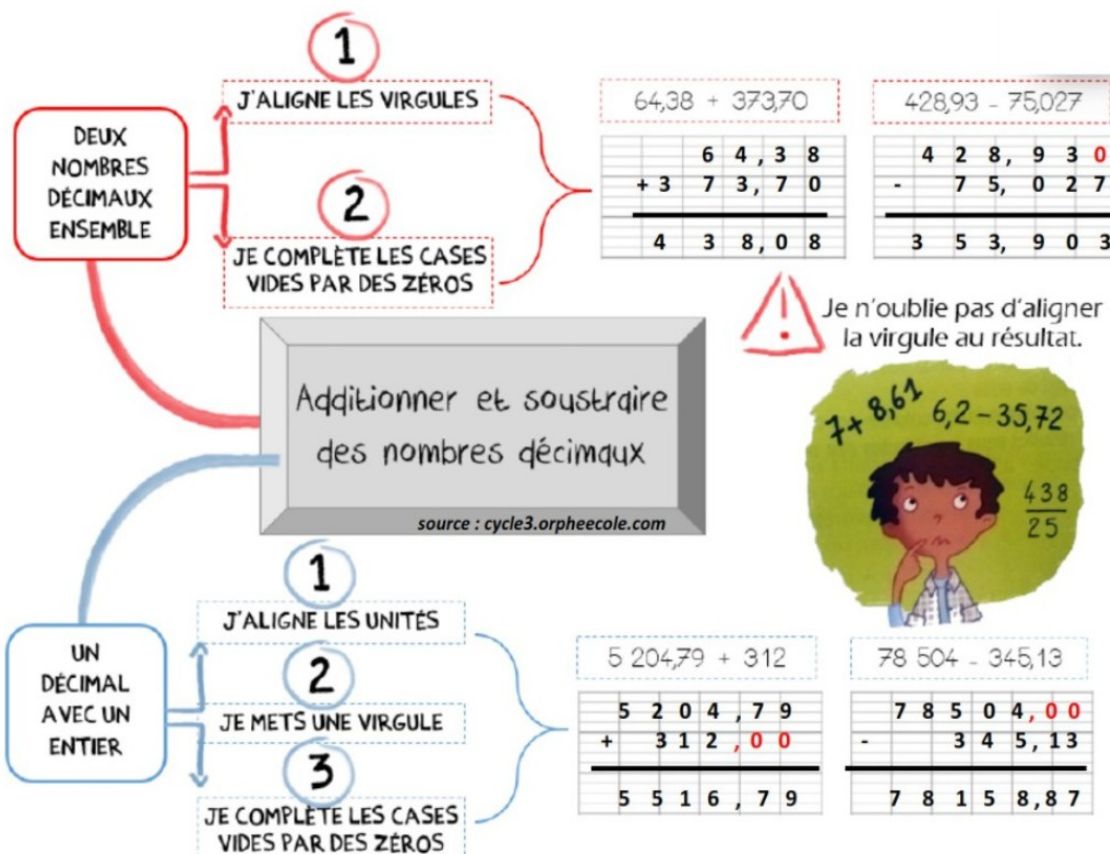 1
J'ALIGNE LES VIRGULES
DEUX
NOMBRES
DÉCIMAUX
ENSEMBLE
2
JE COMPLÈTE LES CASES
VIDES PAR DES ZÉROS
64,38 + 373,70
6 4 , 3 8
+ 3 7 3 , 7 0
4 3 8 , 0 8
428,93 - 75,027
4 2 8 , 9 3 0
- 7 5 , 0 2 7
3 5 3 , 9 0 3
!
Je n'oublie pas d'aligner
la virgule au résultat.
Additionner et soustraire
des nombres décimaux
source : cycle3.orpheecole.com
7 + 8,61
6,2 - 35,72
438
25
UN
DÉCIMAL
AVEC UN
ENTIER
1
J'ALIGNE LES UNITÉS
2
JE METS UNE VIRGULE
3
JE COMPLÈTE LES CASES
VIDES PAR DES ZÉROS
5 204,79 + 312
5 2 0 4 , 7 9
+ 3 1 2 , 0 0
5 5 1 6 , 7 9
78 504 - 345,13
7 8 5 0 4 , 0 0
- 3 4 5 , 1 3
7 8 1 5 8 , 8 7